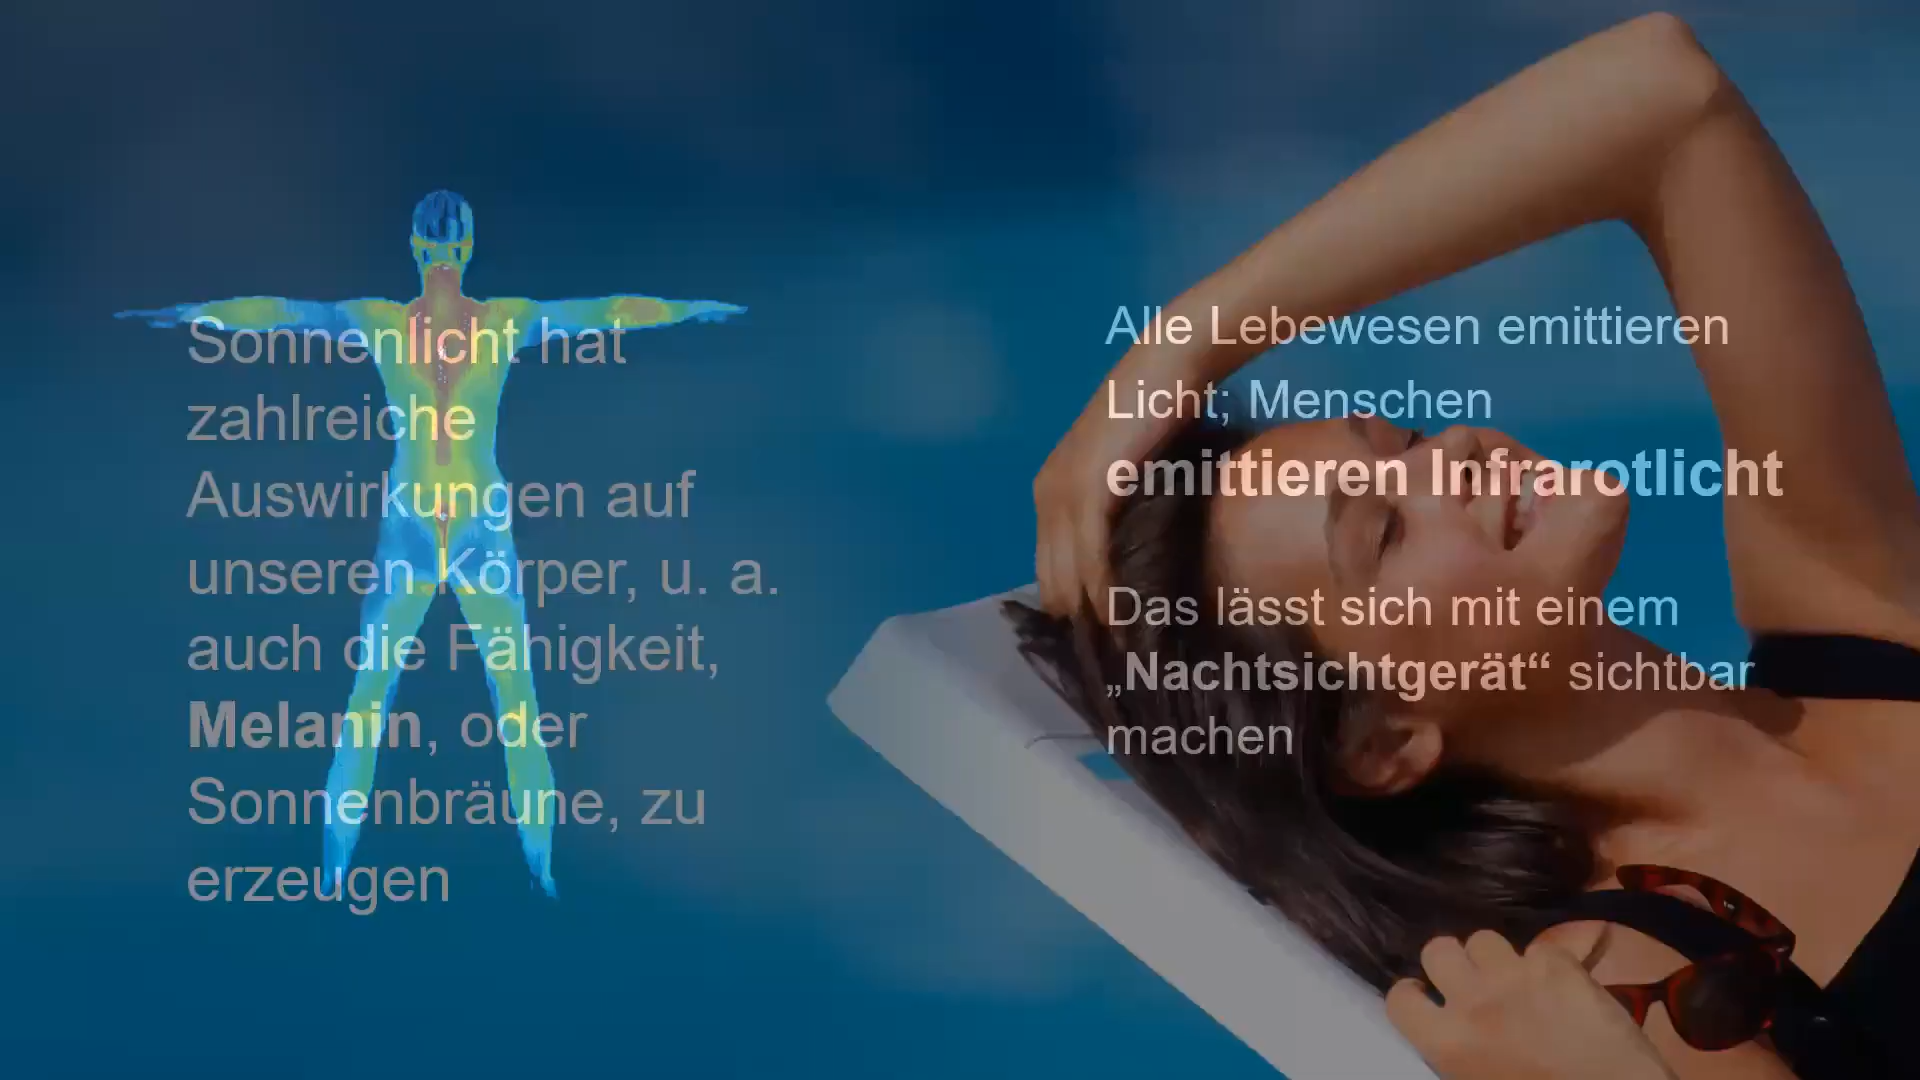 Sonnenlicht hat
zahlreiche
Auswirkungen auf
unseren Körper, u. a.
auch die Fähigkeit,
Melanin, oder
Sonnenbräune, zu
erzeugen
Alle Lebewesen emittieren
Licht; Menschen
emittieren Infrarotlicht
Das lässt sich mit einem
„Nachtsichtgerät“ sichtbar
machen